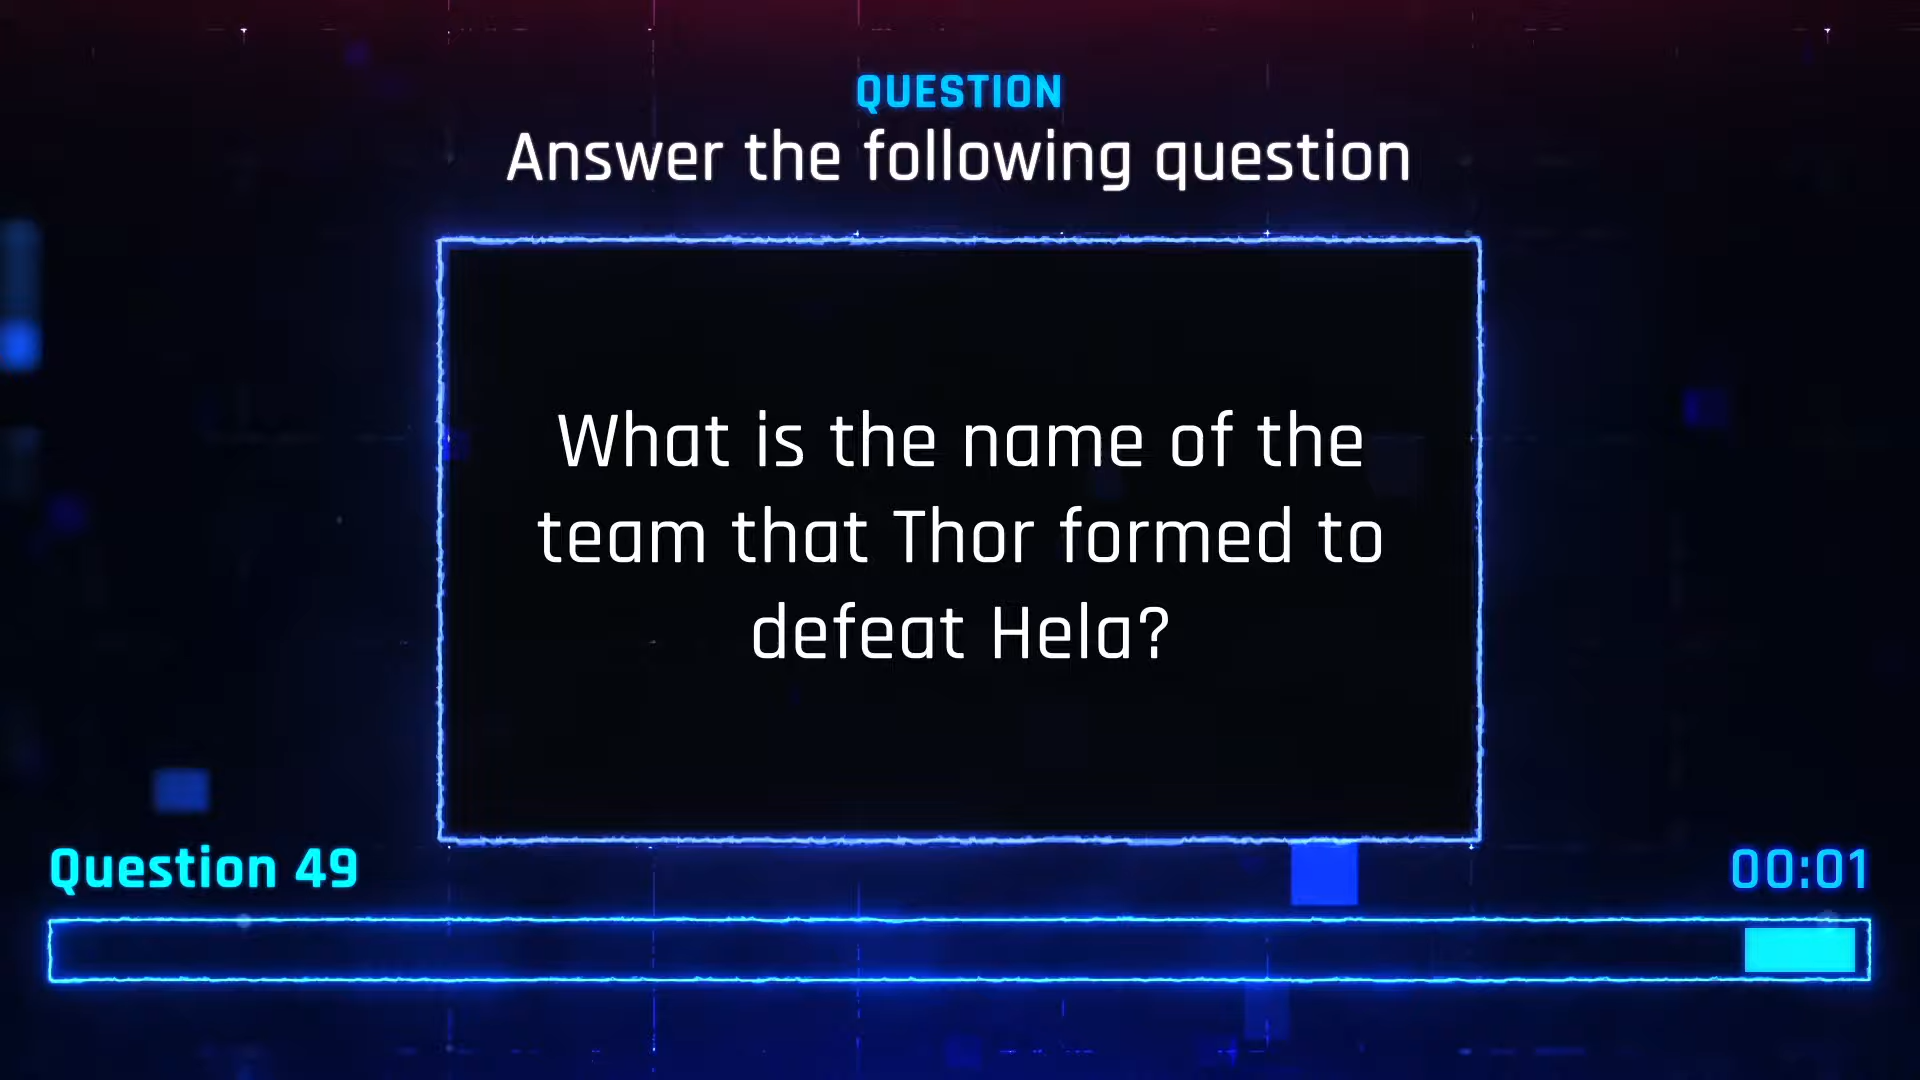 QUESTION
Answer the following question
What is the name of the
team that Thor formed to
defeat Hela?
Question 49
00:01